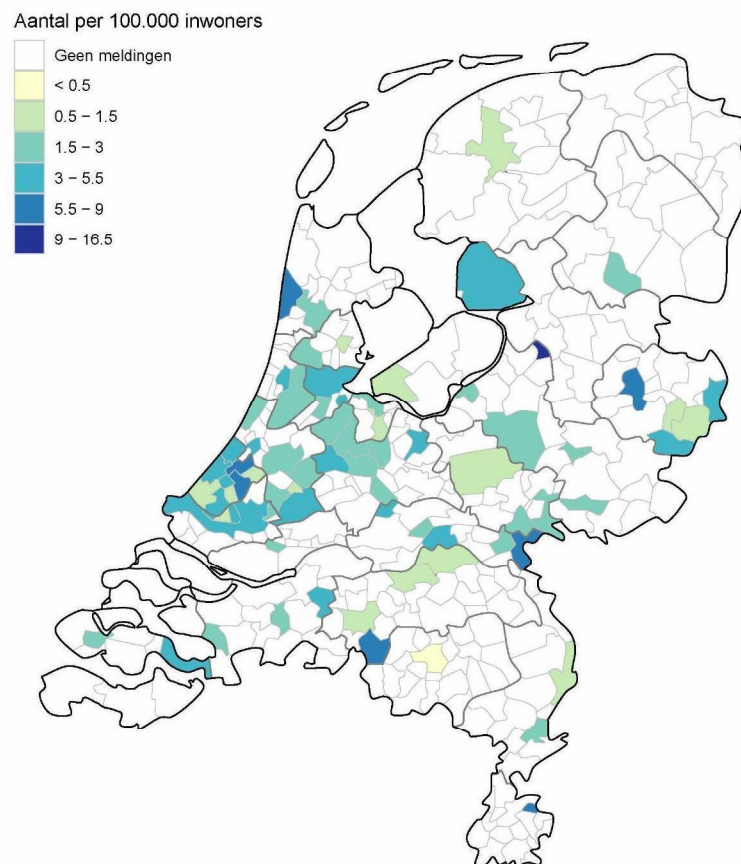 Aantal per 100.000 inwoners
Geen meldingen
< 0.5
0.5 – 1.5
1.5 – 3
3 – 5.5
5.5 – 9
9 – 16.5